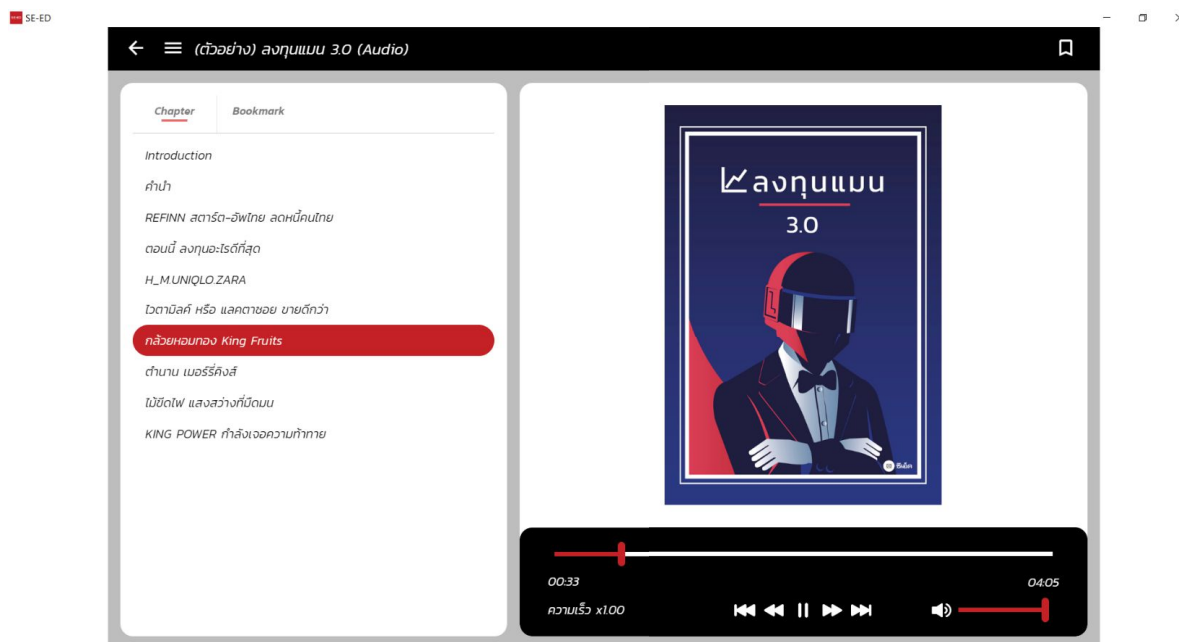 SE-ED
(ตัวอย่าง) ลงทุนแมน 3.0 (Audio)
Chapter
Bookmark
Introduction
คำนำ
REFINN สตาร์ต-อัพไทย ลดหนี้คนไทย
ตอนนี้ ลงทุนอะไรดีที่สุด
H_M.UNIQLO.ZARA
ไวตามิลค์ หรือ แลคตาซอย ขายดีกว่า
กล้วยหอมทอง King Fruits
ตำนาน เมอร์รี่คิงส์
ไม้ขีดไฟ แสงสว่างที่มืดมน
KING POWER กำลังเจอความท้าทาย
ลงทุนแมน
3.0
ซีเอ็ด
00:33
04:05
ความเร็ว x1.00